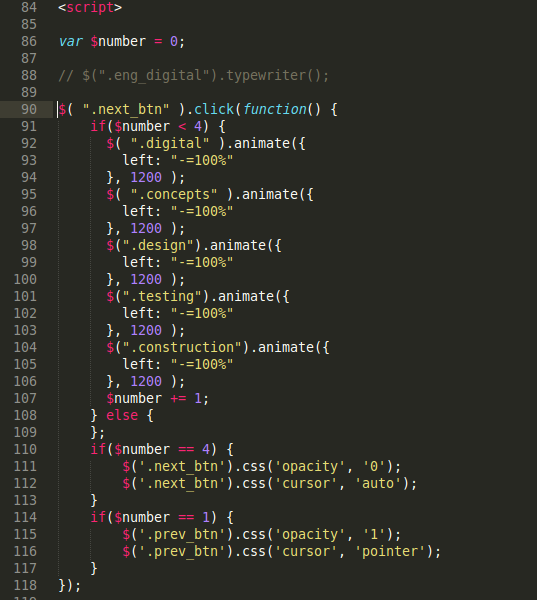 84 <script>
85
86 var $number = 0;
87
88 // $(".eng_digital").typewriter();
89
90 $( ".next_btn" ).click(function() {
91     if($number < 4) {
92       $( ".digital" ).animate({
93         left: "-=100%"
94       }, 1200 );
95       $( ".concepts" ).animate({
96         left: "-=100%"
97       }, 1200 );
98       $(".design").animate({
99         left: "-=100%"
100       }, 1200 );
101       $(".testing").animate({
102         left: "-=100%"
103       }, 1200 );
104       $(".construction").animate({
105         left: "-=100%"
106       }, 1200 );
107       $number += 1;
108     } else {
109     };
110     if($number == 4) {
111         $('.next_btn').css('opacity', '0');
112         $('.next_btn').css('cursor', 'auto');
113     }
114     if($number == 1) {
115         $('.prev_btn').css('opacity', '1');
116         $('.prev_btn').css('cursor', 'pointer');
117     }
118 });